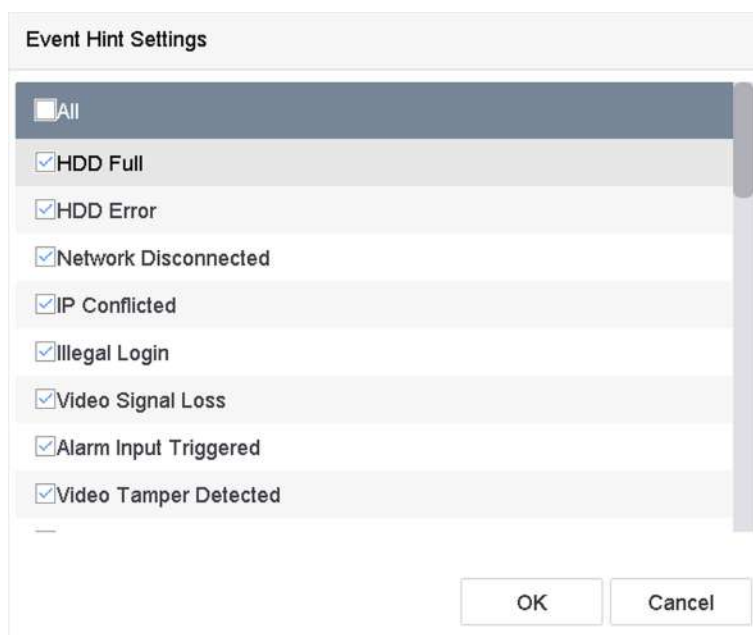 Event Hint Settings
All
HDD Full
HDD Error
Network Disconnected
IP Conflicted
Illegal Login
Video Signal Loss
Alarm Input Triggered
Video Tamper Detected
OK
Cancel